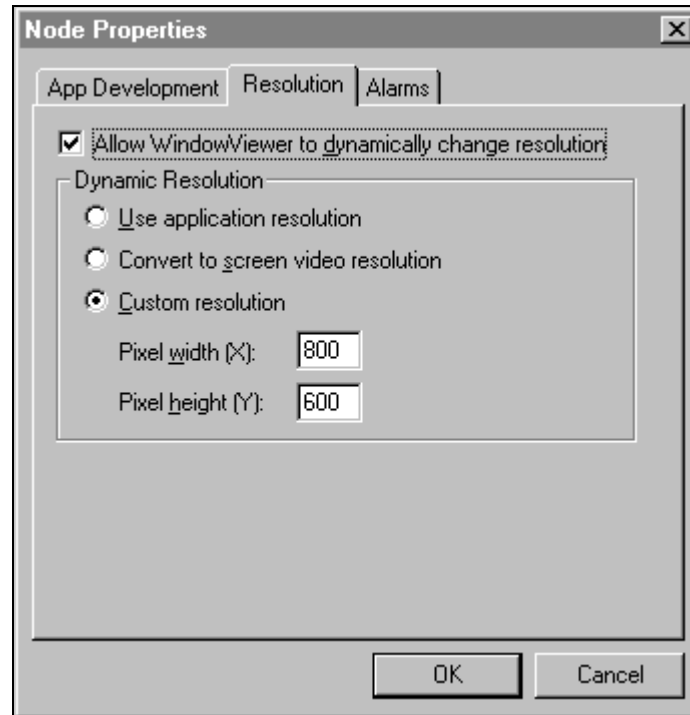 Node Properties
App Development Resolution Alarms
Allow WindowViewer to dynamically change resolution
Dynamic Resolution
Use application resolution
Convert to screen video resolution
Custom resolution
Pixel width (X): 800
Pixel height (Y): 600
OK Cancel